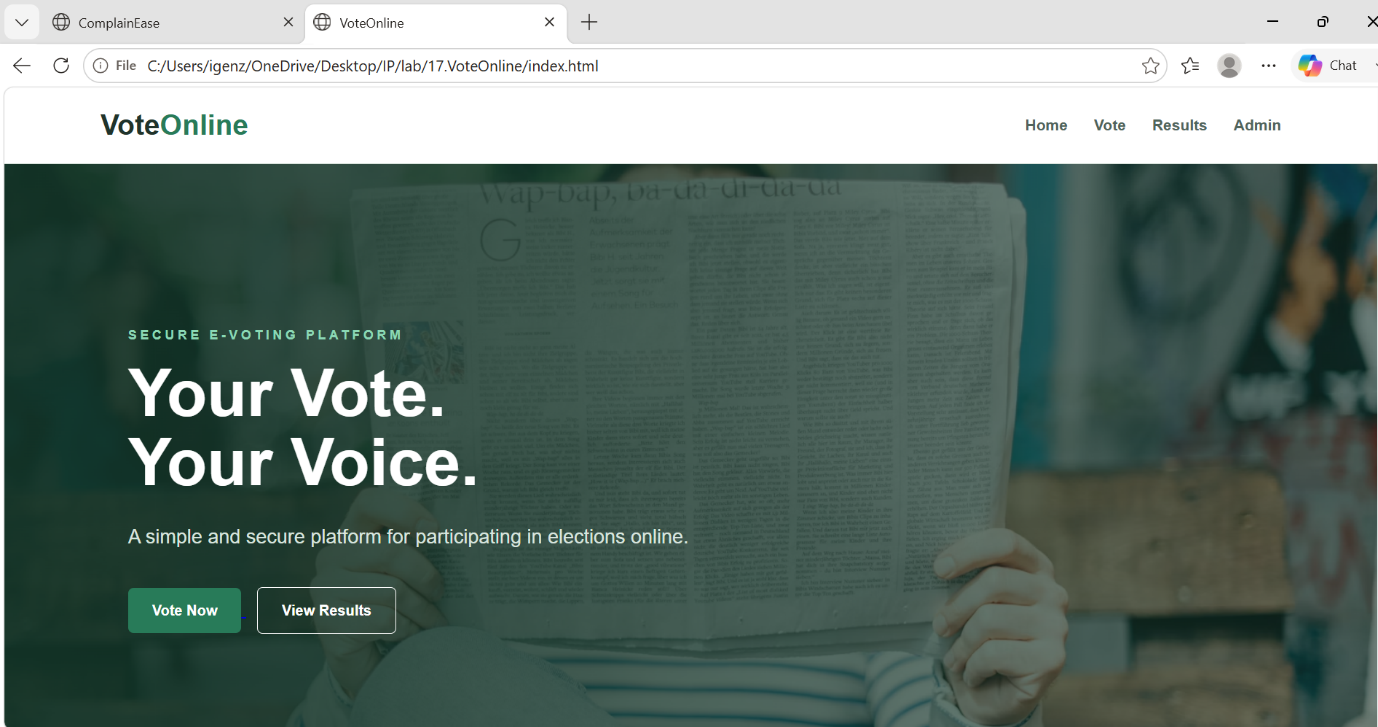 ComplainEase
VoteOnline
File C:/Users/igenz/OneDrive/Desktop/IP/lab/17.VoteOnline/index.html
Chat
VoteOnline
Home Vote Results Admin
Wap-bap, ba-da-di-da-da
G
SECURE E-VOTING PLATFORM
Your Vote.
Your Voice.
A simple and secure platform for participating in elections online.
Vote Now
View Results